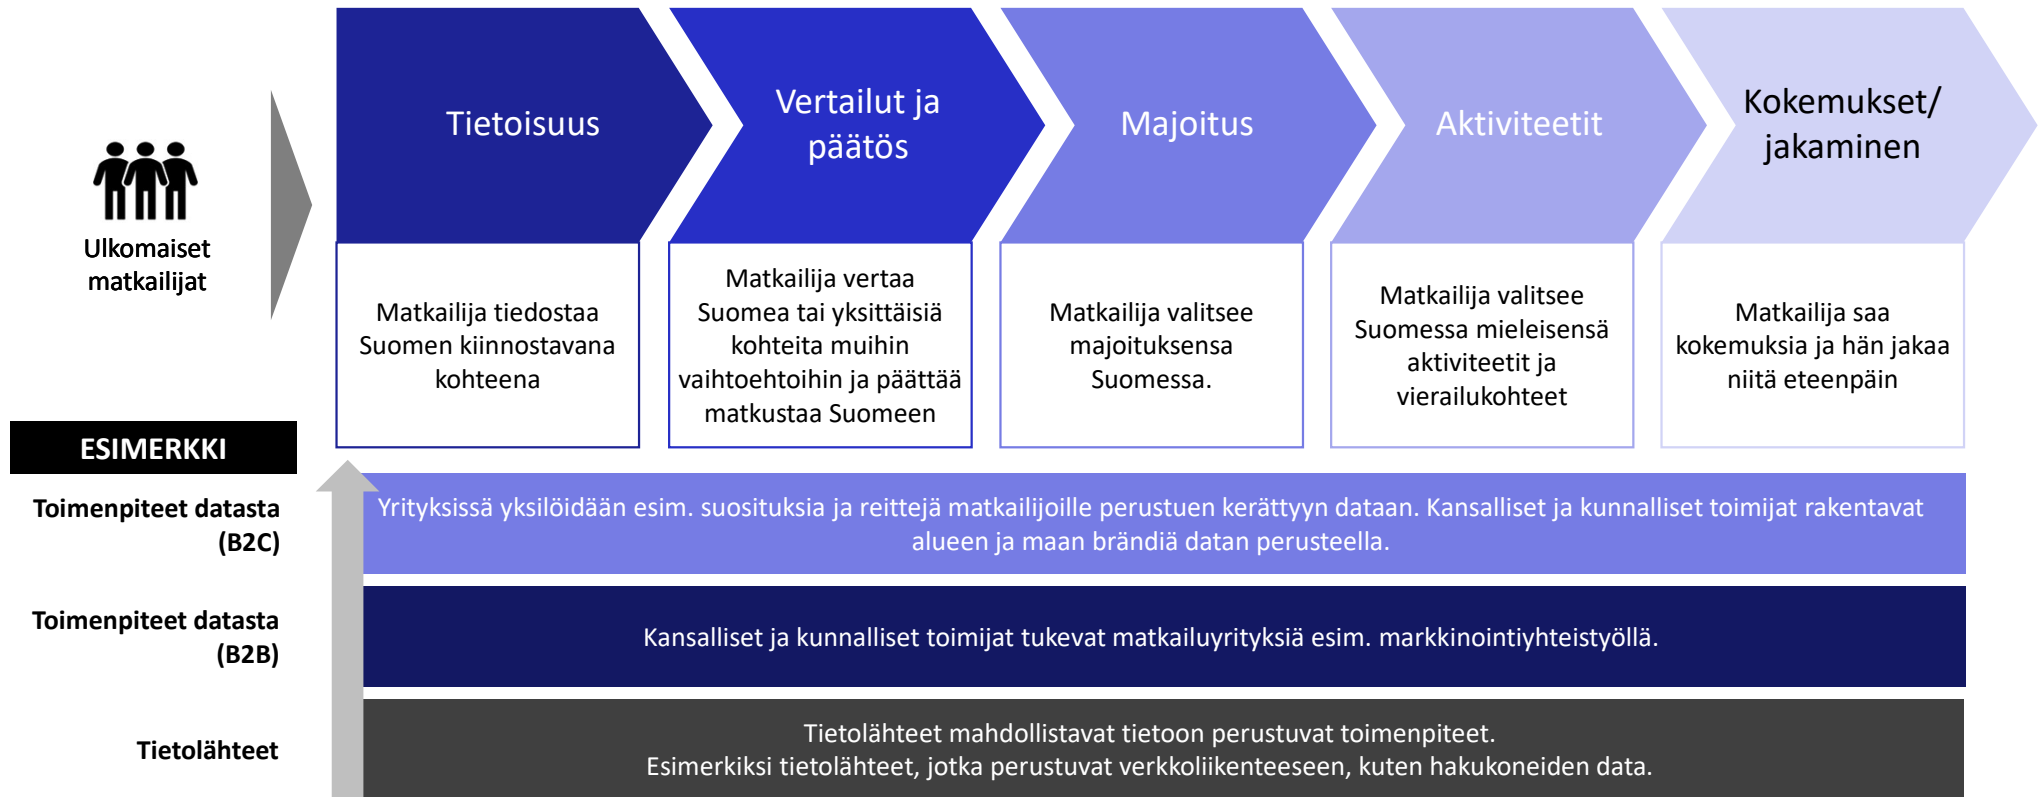 Tietoisuus
Vertailut ja
päätös
Majoitus
Aktiviteetit
Kokemukset/
jakaminen
Ulkomaiset
matkailijat
Matkailija tiedostaa
Suomen kiinnostavana
kohteena
Matkailija vertaa
Suomea tai yksittäisiä
kohteita muihin
vaihtoehtoihin ja päättää
matkustaa Suomeen
Matkailija valitsee
majoituksensa
Suomessa.
Matkailija valitsee
Suomessa mieleisensä
aktiviteetit ja
vierailukohteet
Matkailija saa
kokemuksia ja hän jakaa
niitä eteenpäin
ESIMERKKI
Toimenpiteet datasta
(B2C)
Yrityksissä yksilöidään esim. suosituksia ja reittejä matkailijoille perustuen kerättyyn dataan. Kansalliset ja kunnalliset toimijat rakentavat
alueen ja maan brändiä datan perusteella.
Toimenpiteet datasta
(B2B)
Kansalliset ja kunnalliset toimijat tukevat matkailuyrityksiä esim. markkinointiyhteistyöllä.
Tietolähteet
Tietolähteet mahdollistavat tietoon perustuvat toimenpiteet.
Esimerkiksi tietolähteet, jotka perustuvat verkkoliikenteeseen, kuten hakukoneiden data.